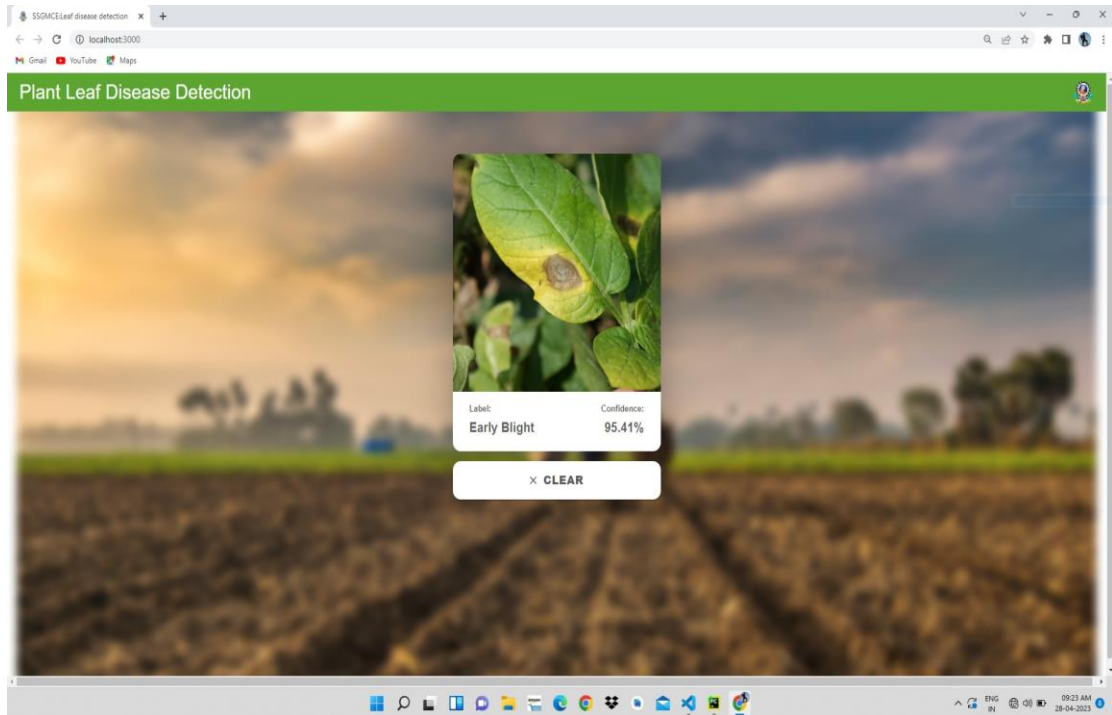 SSGMCE:Leaf disease detection
localhost:3000
Gmail YouTube Maps
Plant Leaf Disease Detection
Label: Confidence:
Early Blight 95.41%
× CLEAR
ENG 09:23 AM
IN 28-04-2023